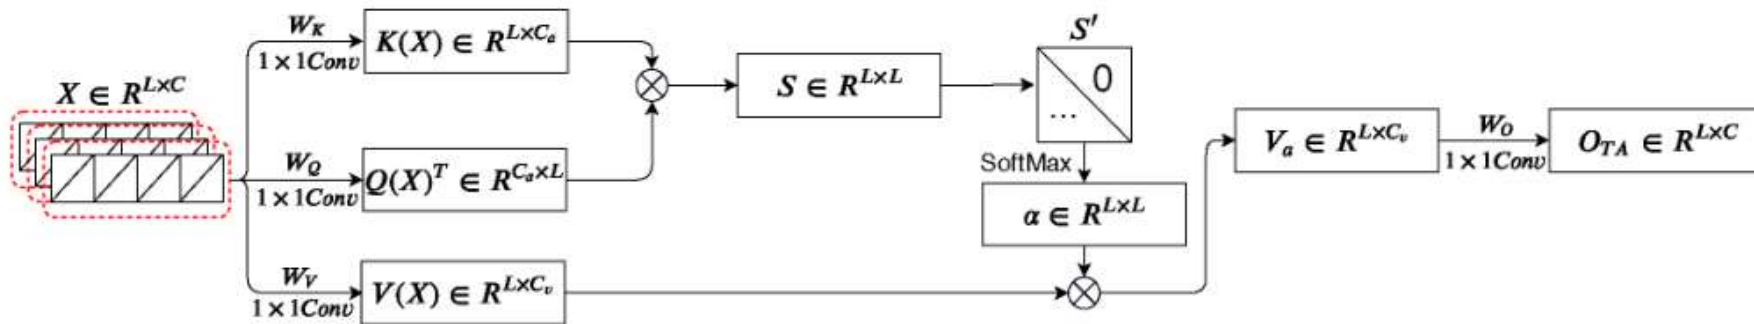 X ∈ R^{L×C}
W_K
1 × 1Conv
K(X) ∈ R^{L×C_a}
W_Q
1 × 1Conv
Q(X)^T ∈ R^{C_a×L}
W_V
1 × 1Conv
V(X) ∈ R^{L×C_v}
S ∈ R^{L×L}
S′
0
...
SoftMax
α ∈ R^{L×L}
V_a ∈ R^{L×C_v}
W_O
1 × 1Conv
O_{TA} ∈ R^{L×C}